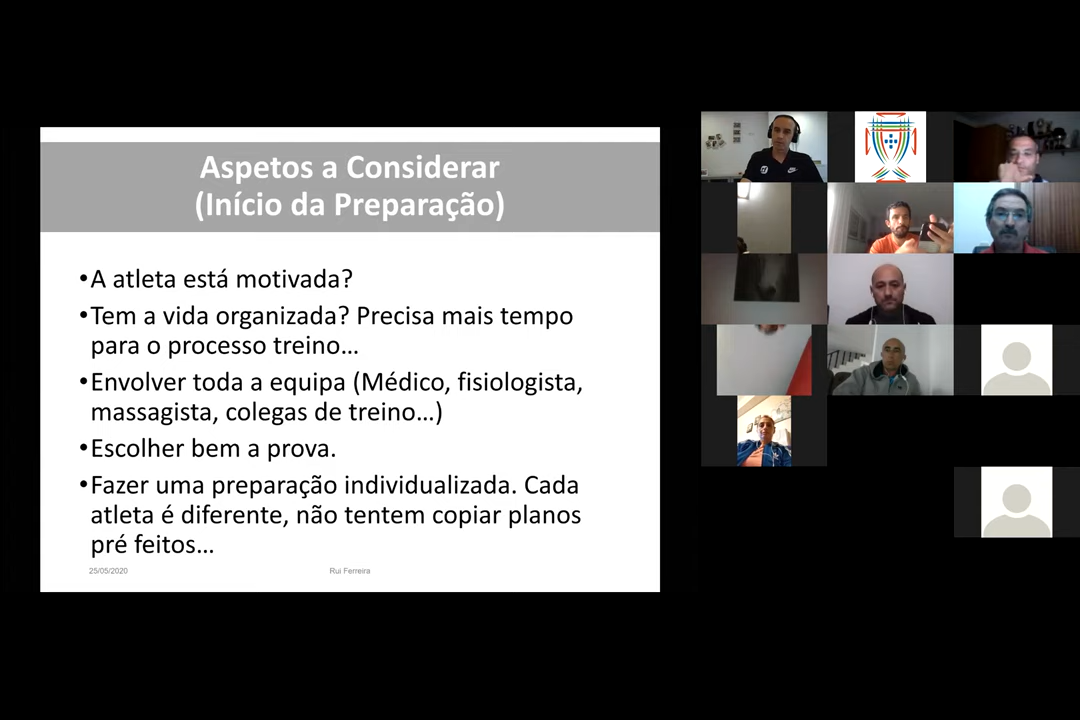 Aspetos a Considerar
(Início da Preparação)
•A atleta está motivada?
•Tem a vida organizada? Precisa mais tempo
para o processo treino…
•Envolver toda a equipa (Médico, fisiologista,
massagista, colegas de treino…)
•Escolher bem a prova.
•Fazer uma preparação individualizada. Cada
atleta é diferente, não tentem copiar planos
pré feitos…
25/05/2020
Rui Ferreira